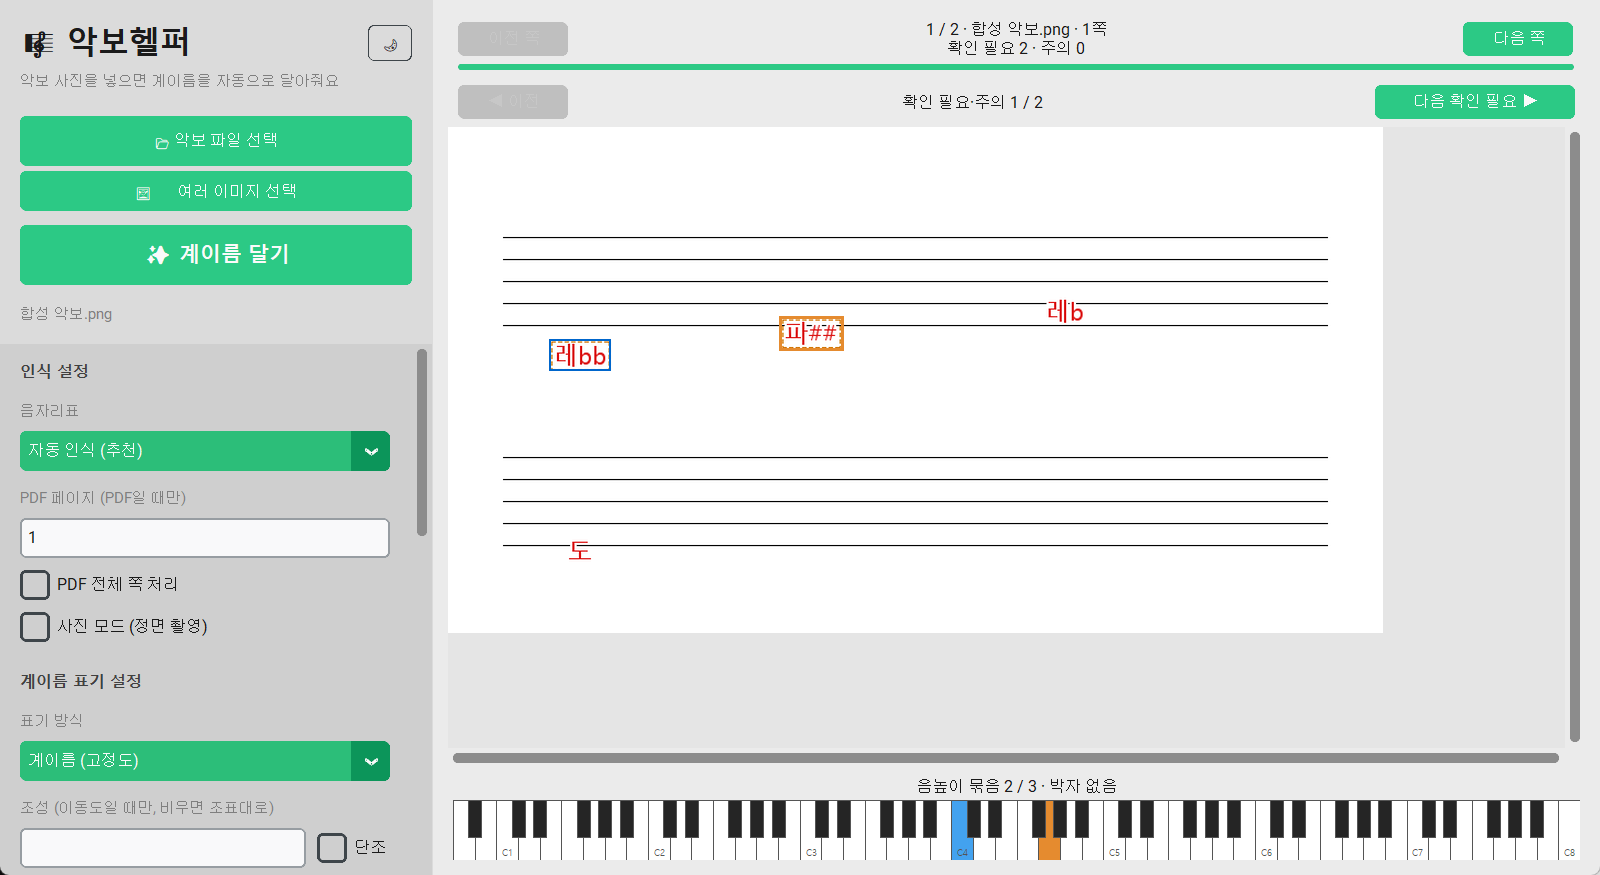 악보헬퍼
악보 사진을 넣으면 계이름을 자동으로 달아줘요
악보 파일 선택
여러 이미지 선택
계이름 달기
합성 악보.png
인식 설정
음자리표
자동 인식 (추천)
PDF 페이지 (PDF일 때만)
1
PDF 전체 쪽 처리
사진 모드 (정면 촬영)
계이름 표기 설정
표기 방식
계이름 (고정도)
조성 (이동도일 때만, 비우면 조표대로)
단조
이전 쪽
1 / 2 · 합성 악보.png · 1쪽
확인 필요 2 · 주의 0
다음 쪽
◀ 이전
확인 필요·주의 1 / 2
다음 확인 필요 ▶
레b
파##
레bb
도
음높이 묶음 2 / 3 · 박자 없음
C1 C2 C3 C4 C5 C6 C7 C8